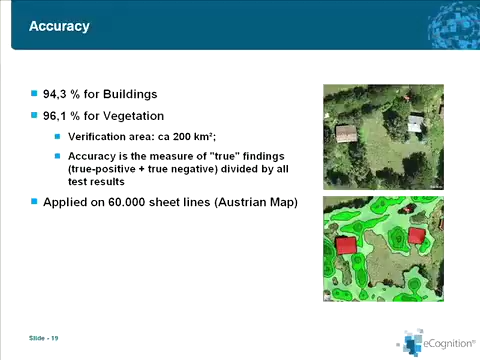 Accuracy
94,3 % for Buildings
96,1 % for Vegetation
Verification area: ca 200 km²;
Accuracy is the measure of "true" findings
(true-positive + true negative) divided by all
test results
Applied on 60.000 sheet lines (Austrian Map)
Slide - 19
eCognition®